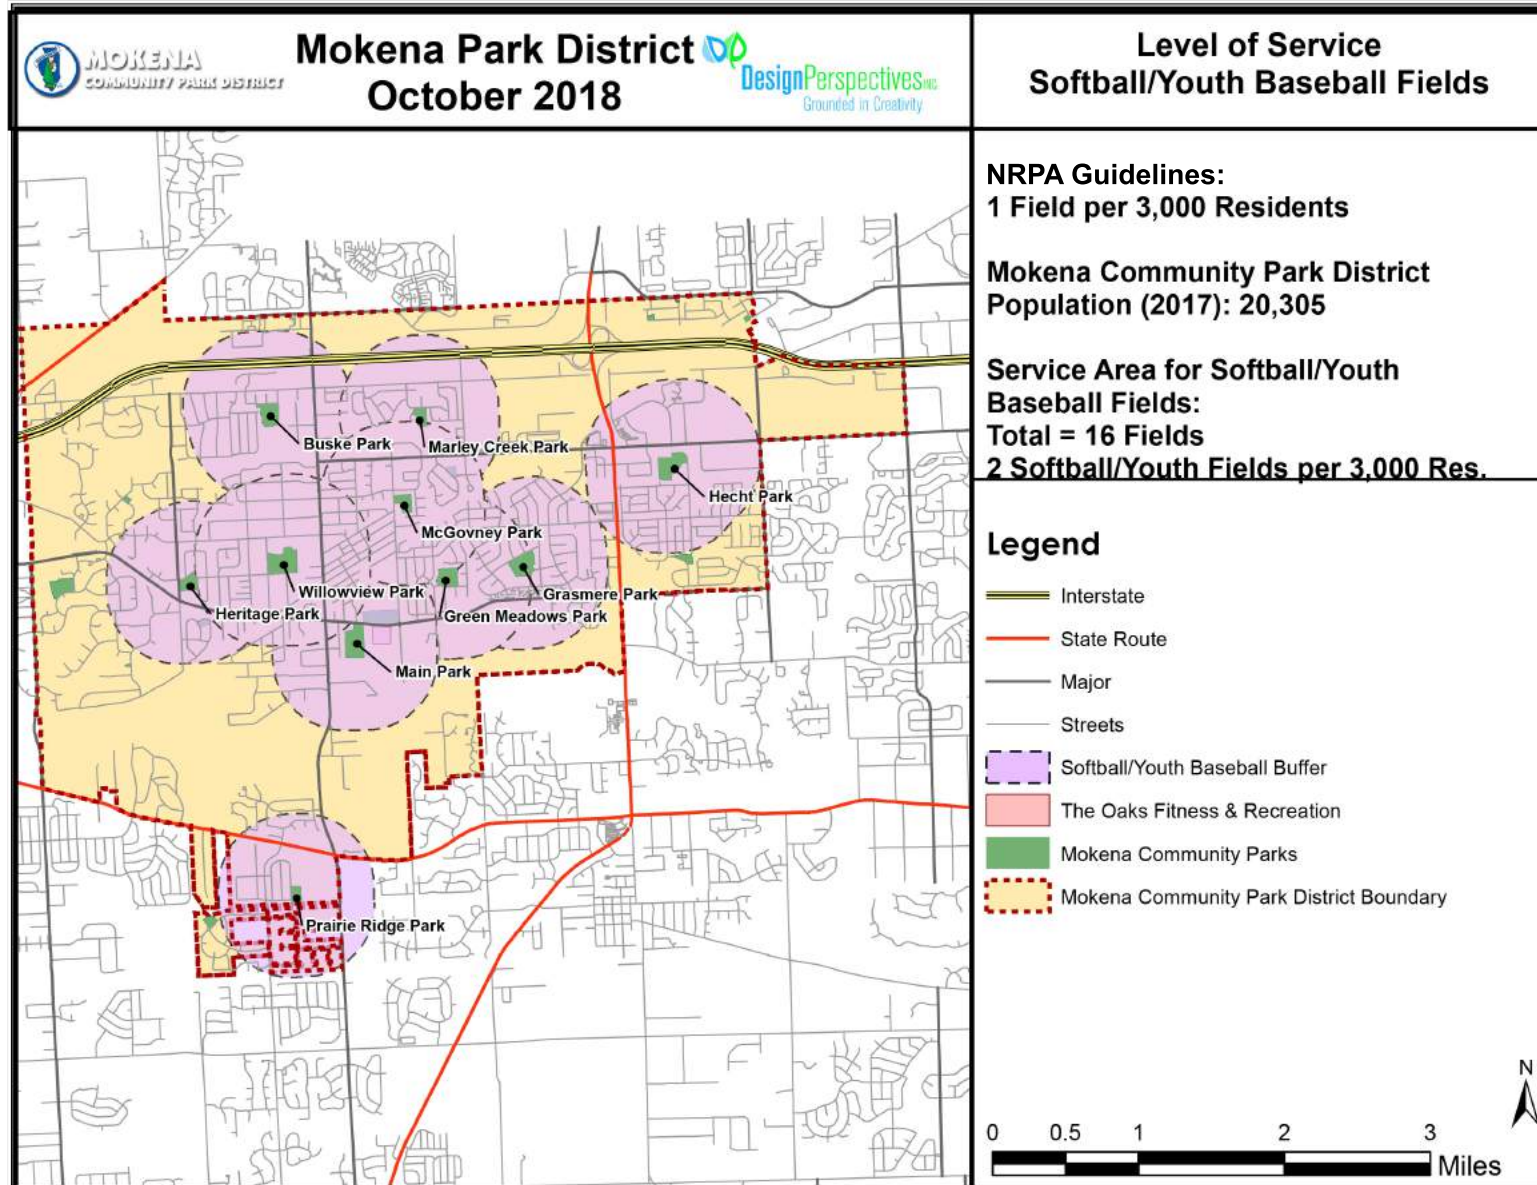 MOKENA
COMMUNITY PARK DISTRICT
Mokena Park District
October 2018
DesignPerspectives INC.
Grounded in Creativity
Level of Service
Softball/Youth Baseball Fields
NRPA Guidelines:
1 Field per 3,000 Residents
Mokena Community Park District
Population (2017): 20,305
Service Area for Softball/Youth
Baseball Fields:
Total = 16 Fields
2 Softball/Youth Fields per 3,000 Res.
Buske Park
Marley Creek Park
Hecht Park
McGovney Park
Willowview Park
Grasmere Park
Heritage Park
Green Meadows Park
Main Park
Prairie Ridge Park
Legend
Interstate
State Route
Major
Streets
Softball/Youth Baseball Buffer
The Oaks Fitness & Recreation
Mokena Community Parks
Mokena Community Park District Boundary
N
0 0.5 1 2 3
Miles